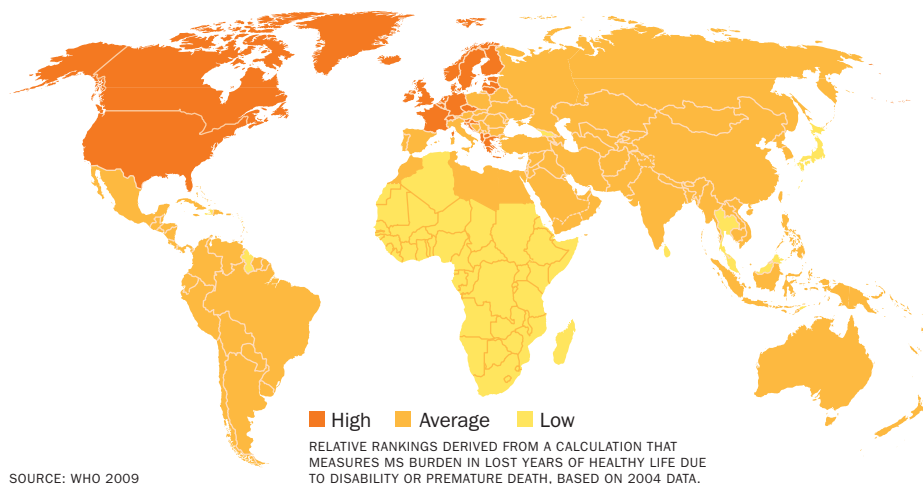 High Average Low
RELATIVE RANKINGS DERIVED FROM A CALCULATION THAT
MEASURES MS BURDEN IN LOST YEARS OF HEALTHY LIFE DUE
TO DISABILITY OR PREMATURE DEATH, BASED ON 2004 DATA.
SOURCE: WHO 2009